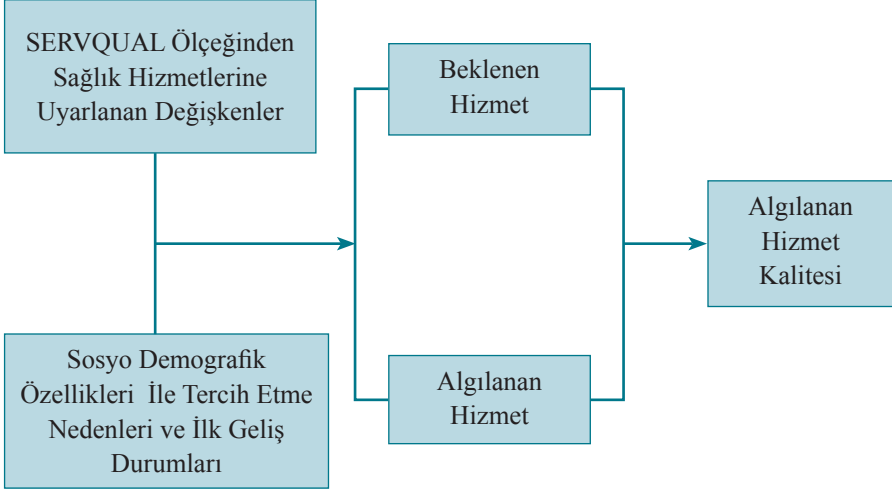 SERVQUAL Ölçeğinden
Sağlık Hizmetlerine
Uyarlanan Değişkenler
Sosyo Demografik
Özellikleri İle Tercih Etme
Nedenleri ve İlk Geliş
Durumları
Beklenen
Hizmet
Algılanan
Hizmet
Algılanan
Hizmet
Kalitesi